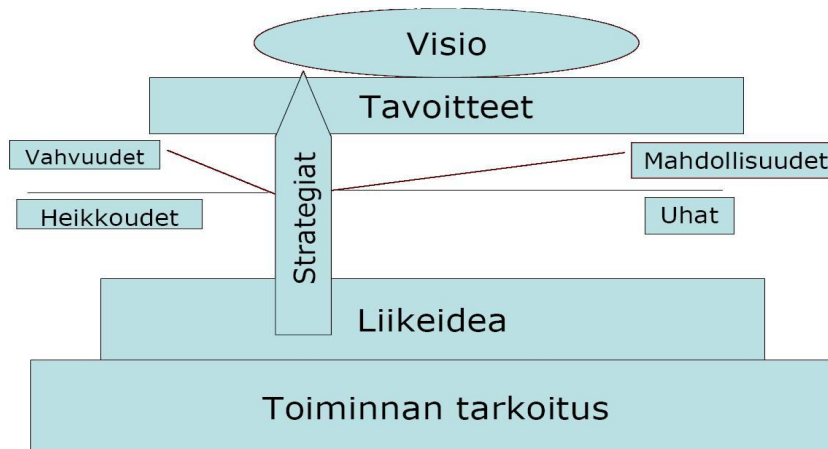 Visio
Tavoitteet
Vahvuudet
Mahdollisuudet
Heikkoudet
Uhat
Strategiat
Liikeidea
Toiminnan tarkoitus